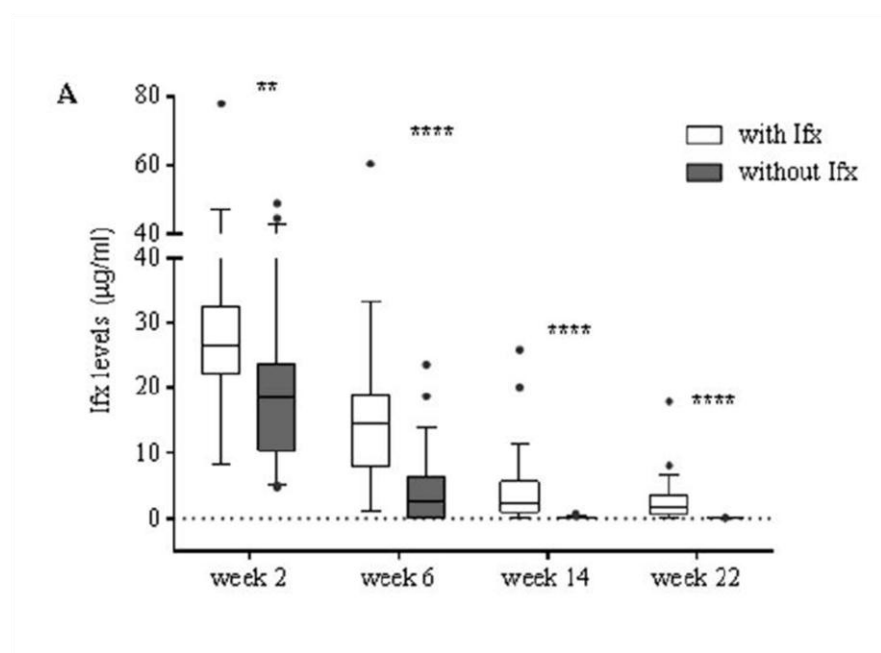 A
80
**
60
****
with Ifx
without Ifx
40
40
Ifx levels (µg/ml)
30
****
20
****
10
0
week 2 week 6 week 14 week 22